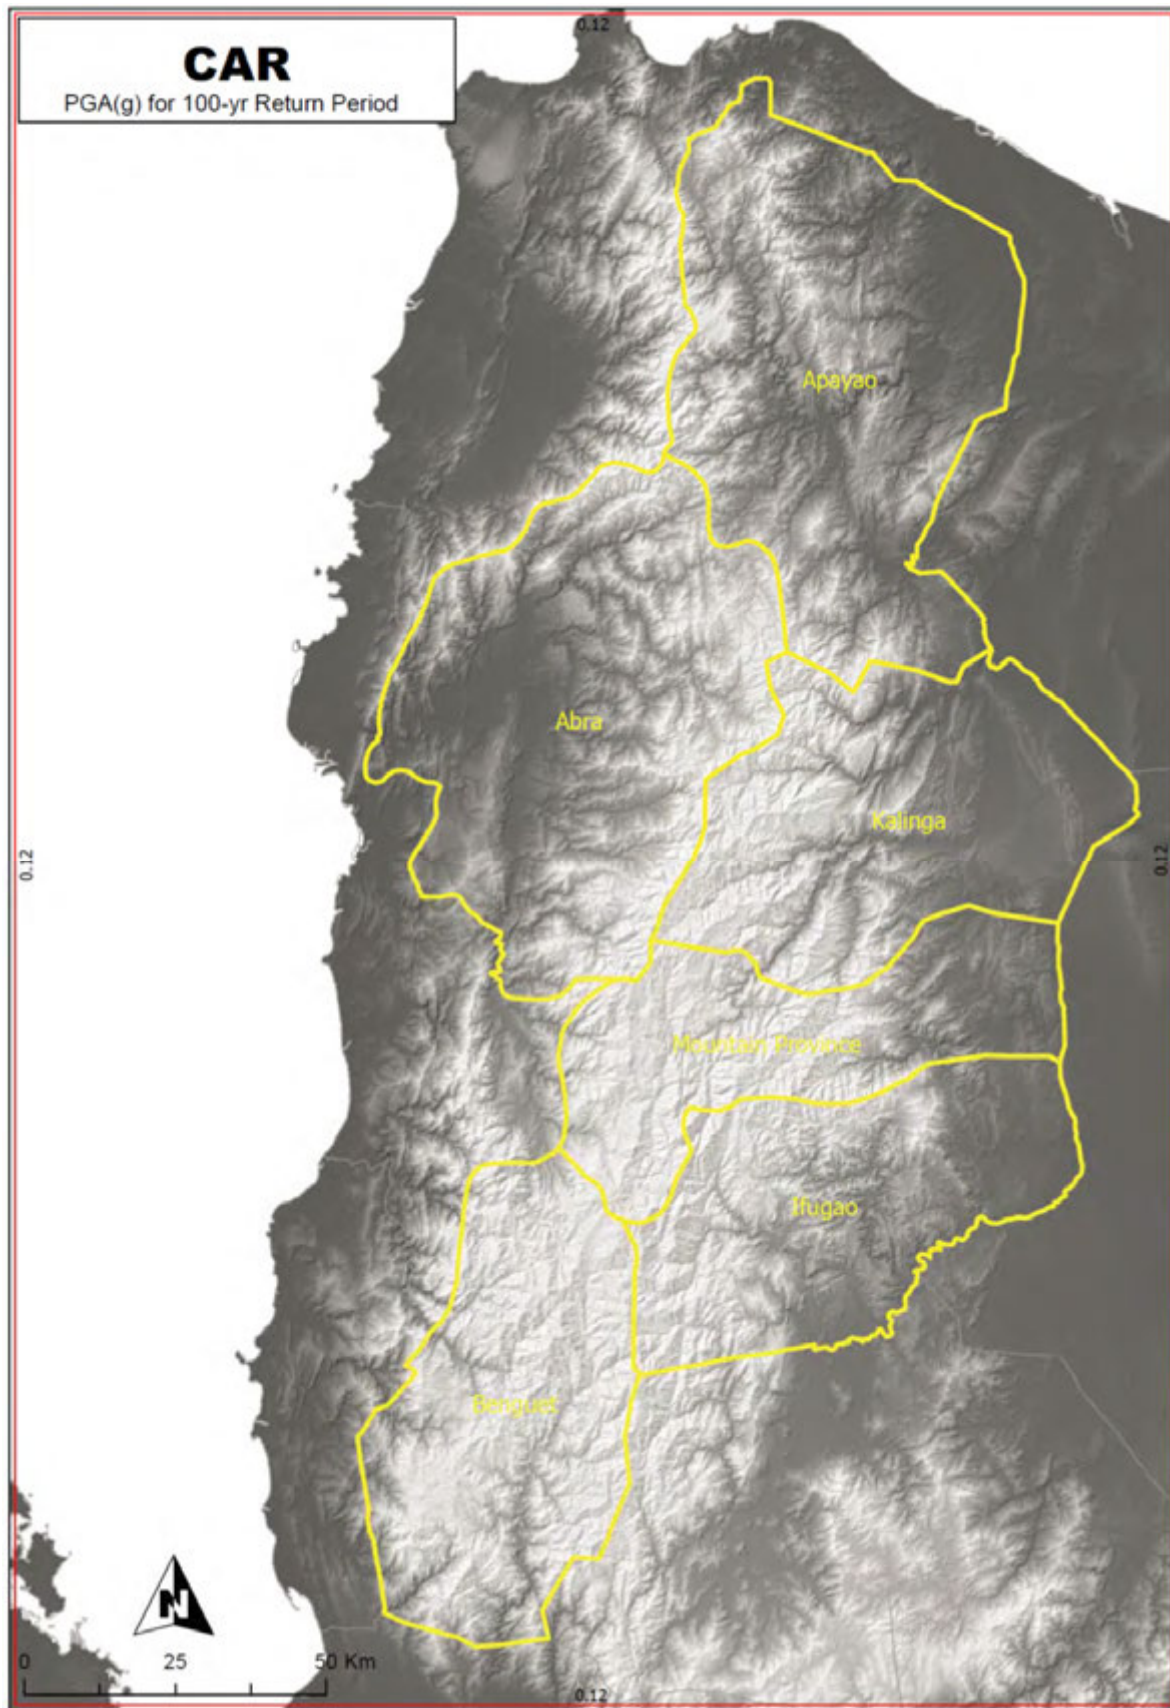 0.12
CAR
PGA(g) for 100-yr Return Period
Apayao
Abra
Kalinga
0.12
0.12
Mountain Province
Ifugao
Benguet
N
0 25 50 Km
0.12